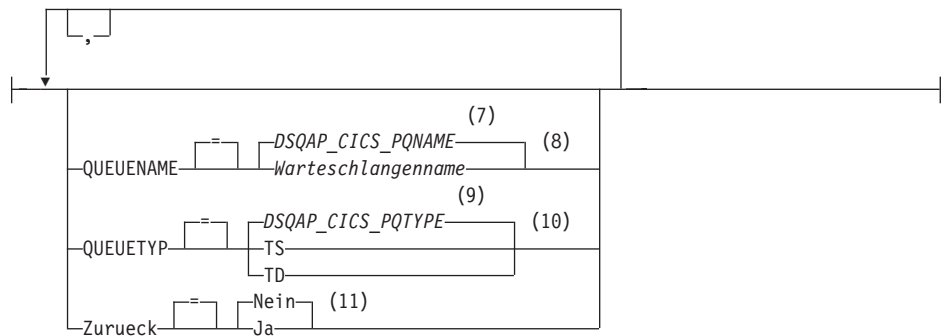 ,
(7)
= DSQAP_CICS_PQNAME (8)
QUEUENAME Warteschlangenname
(9)
= DSQAP_CICS_PQTYPE (10)
QUEUETYP TS
TD
= Nein (11)
Zurueck Ja